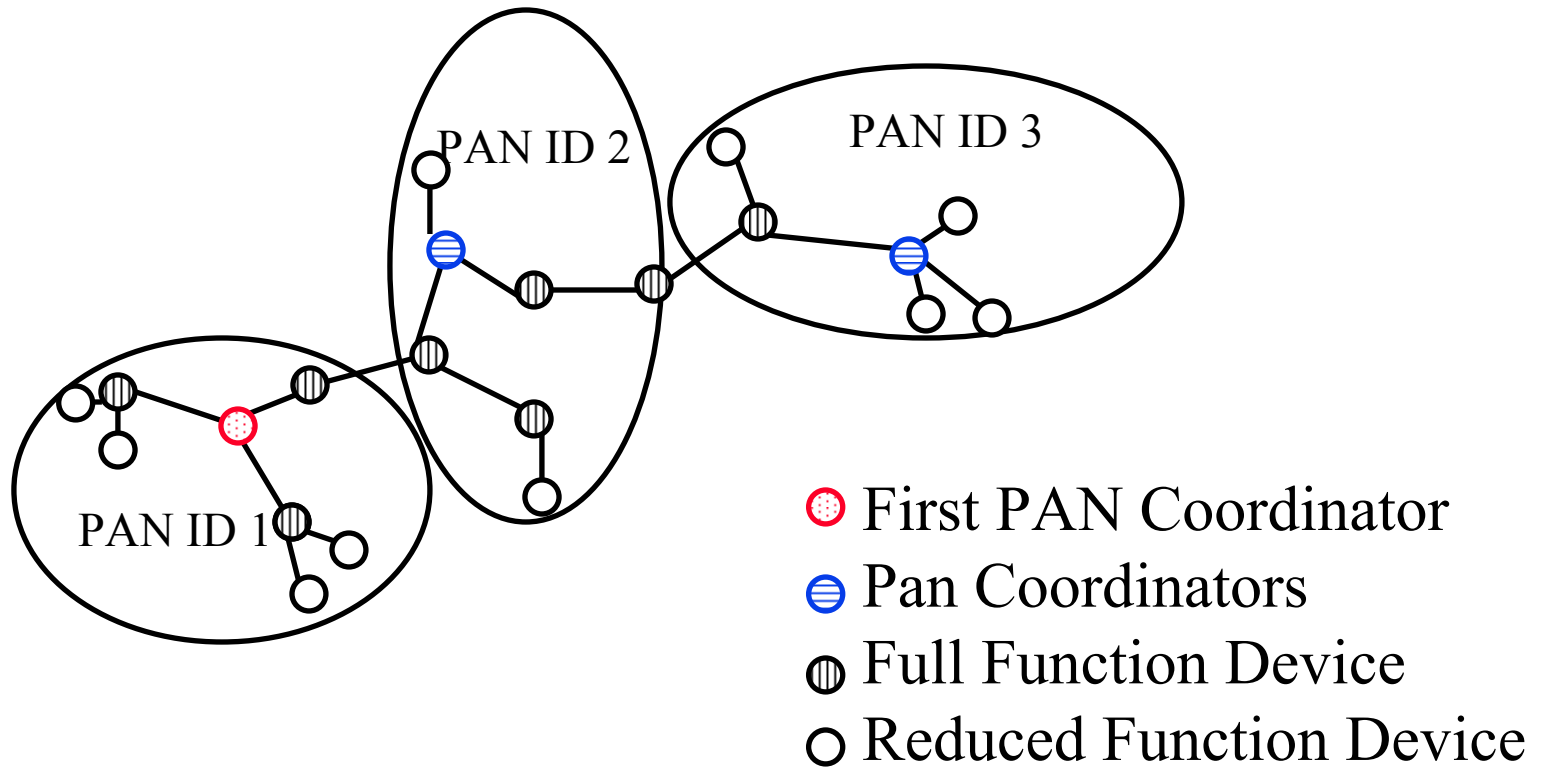 PAN ID 2
PAN ID 3
PAN ID 1
First PAN Coordinator
Pan Coordinators
Full Function Device
Reduced Function Device